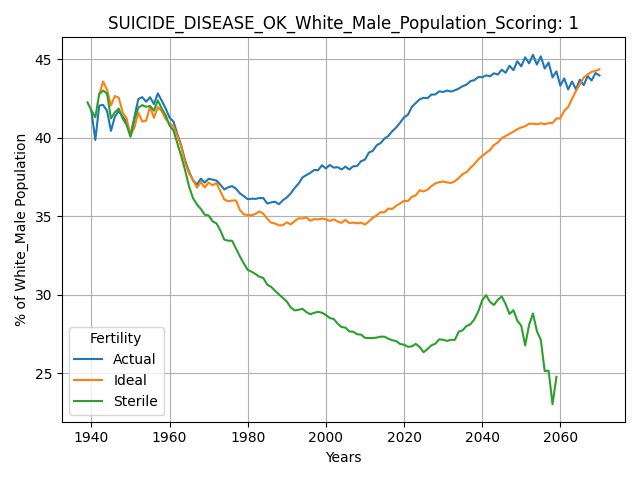 SUICIDE_DISEASE_OK_White_Male_Population_Scoring: 1
% of White_Male Population
45
40
35
30
25
Fertility
Actual
Ideal
Sterile
1940 1960 1980 2000 2020 2040 2060
Years